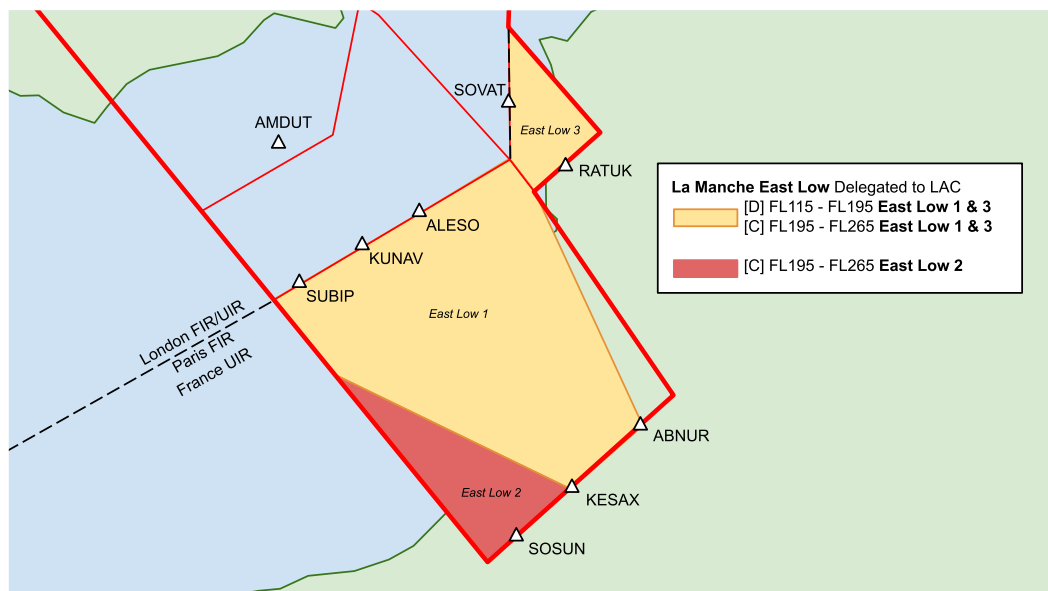 SOVAT
AMDUT
East Low 3
RATUK
La Manche East Low Delegated to LAC
[D] FL115 - FL195 East Low 1 & 3
[C] FL195 - FL265 East Low 1 & 3
[C] FL195 - FL265 East Low 2
ALESO
KUNAV
SUBIP
East Low 1
London FIR/UIR
Paris FIR
France UIR
ABNUR
East Low 2
KESAX
SOSUN